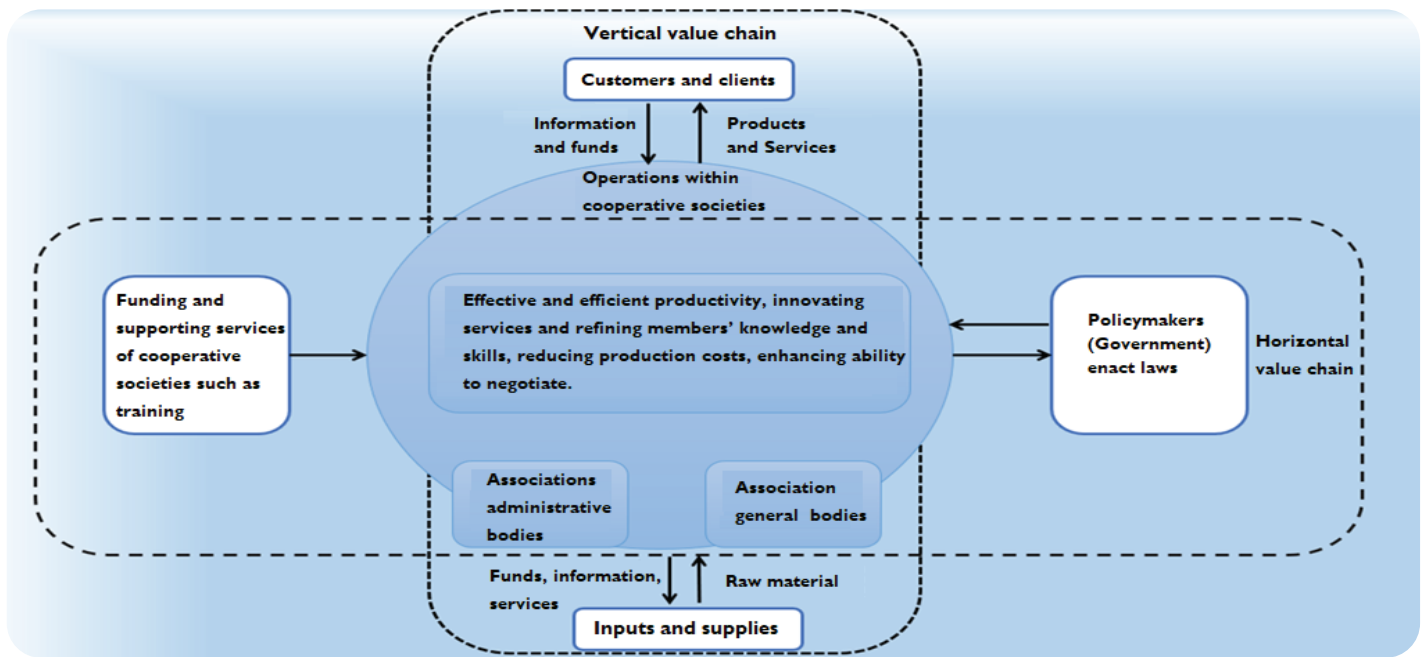 Vertical value chain
Customers and clients
Information
and funds
Products
and Services
Operations within
cooperative societies
Funding and
supporting services
of cooperative
societies such as
training
Effective and efficient productivity, innovating
services and refining members’ knowledge and
skills, reducing production costs, enhancing ability
to negotiate.
Policymakers
(Government)
enact laws
Horizontal
value chain
Associations
administrative
bodies
Association
general bodies
Funds, information,
services
Raw material
Inputs and supplies